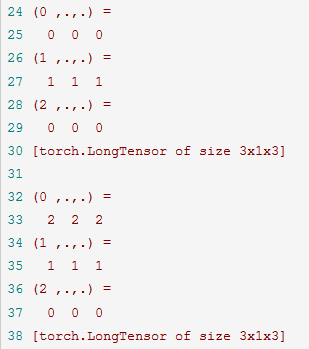 24 (0 ,.,.) =
25   0  0  0
26 (1 ,.,.) =
27   1  1  1
28 (2 ,.,.) =
29   0  0  0
30 [torch.LongTensor of size 3x1x3]
31
32 (0 ,.,.) =
33   2  2  2
34 (1 ,.,.) =
35   1  1  1
36 (2 ,.,.) =
37   0  0  0
38 [torch.LongTensor of size 3x1x3]